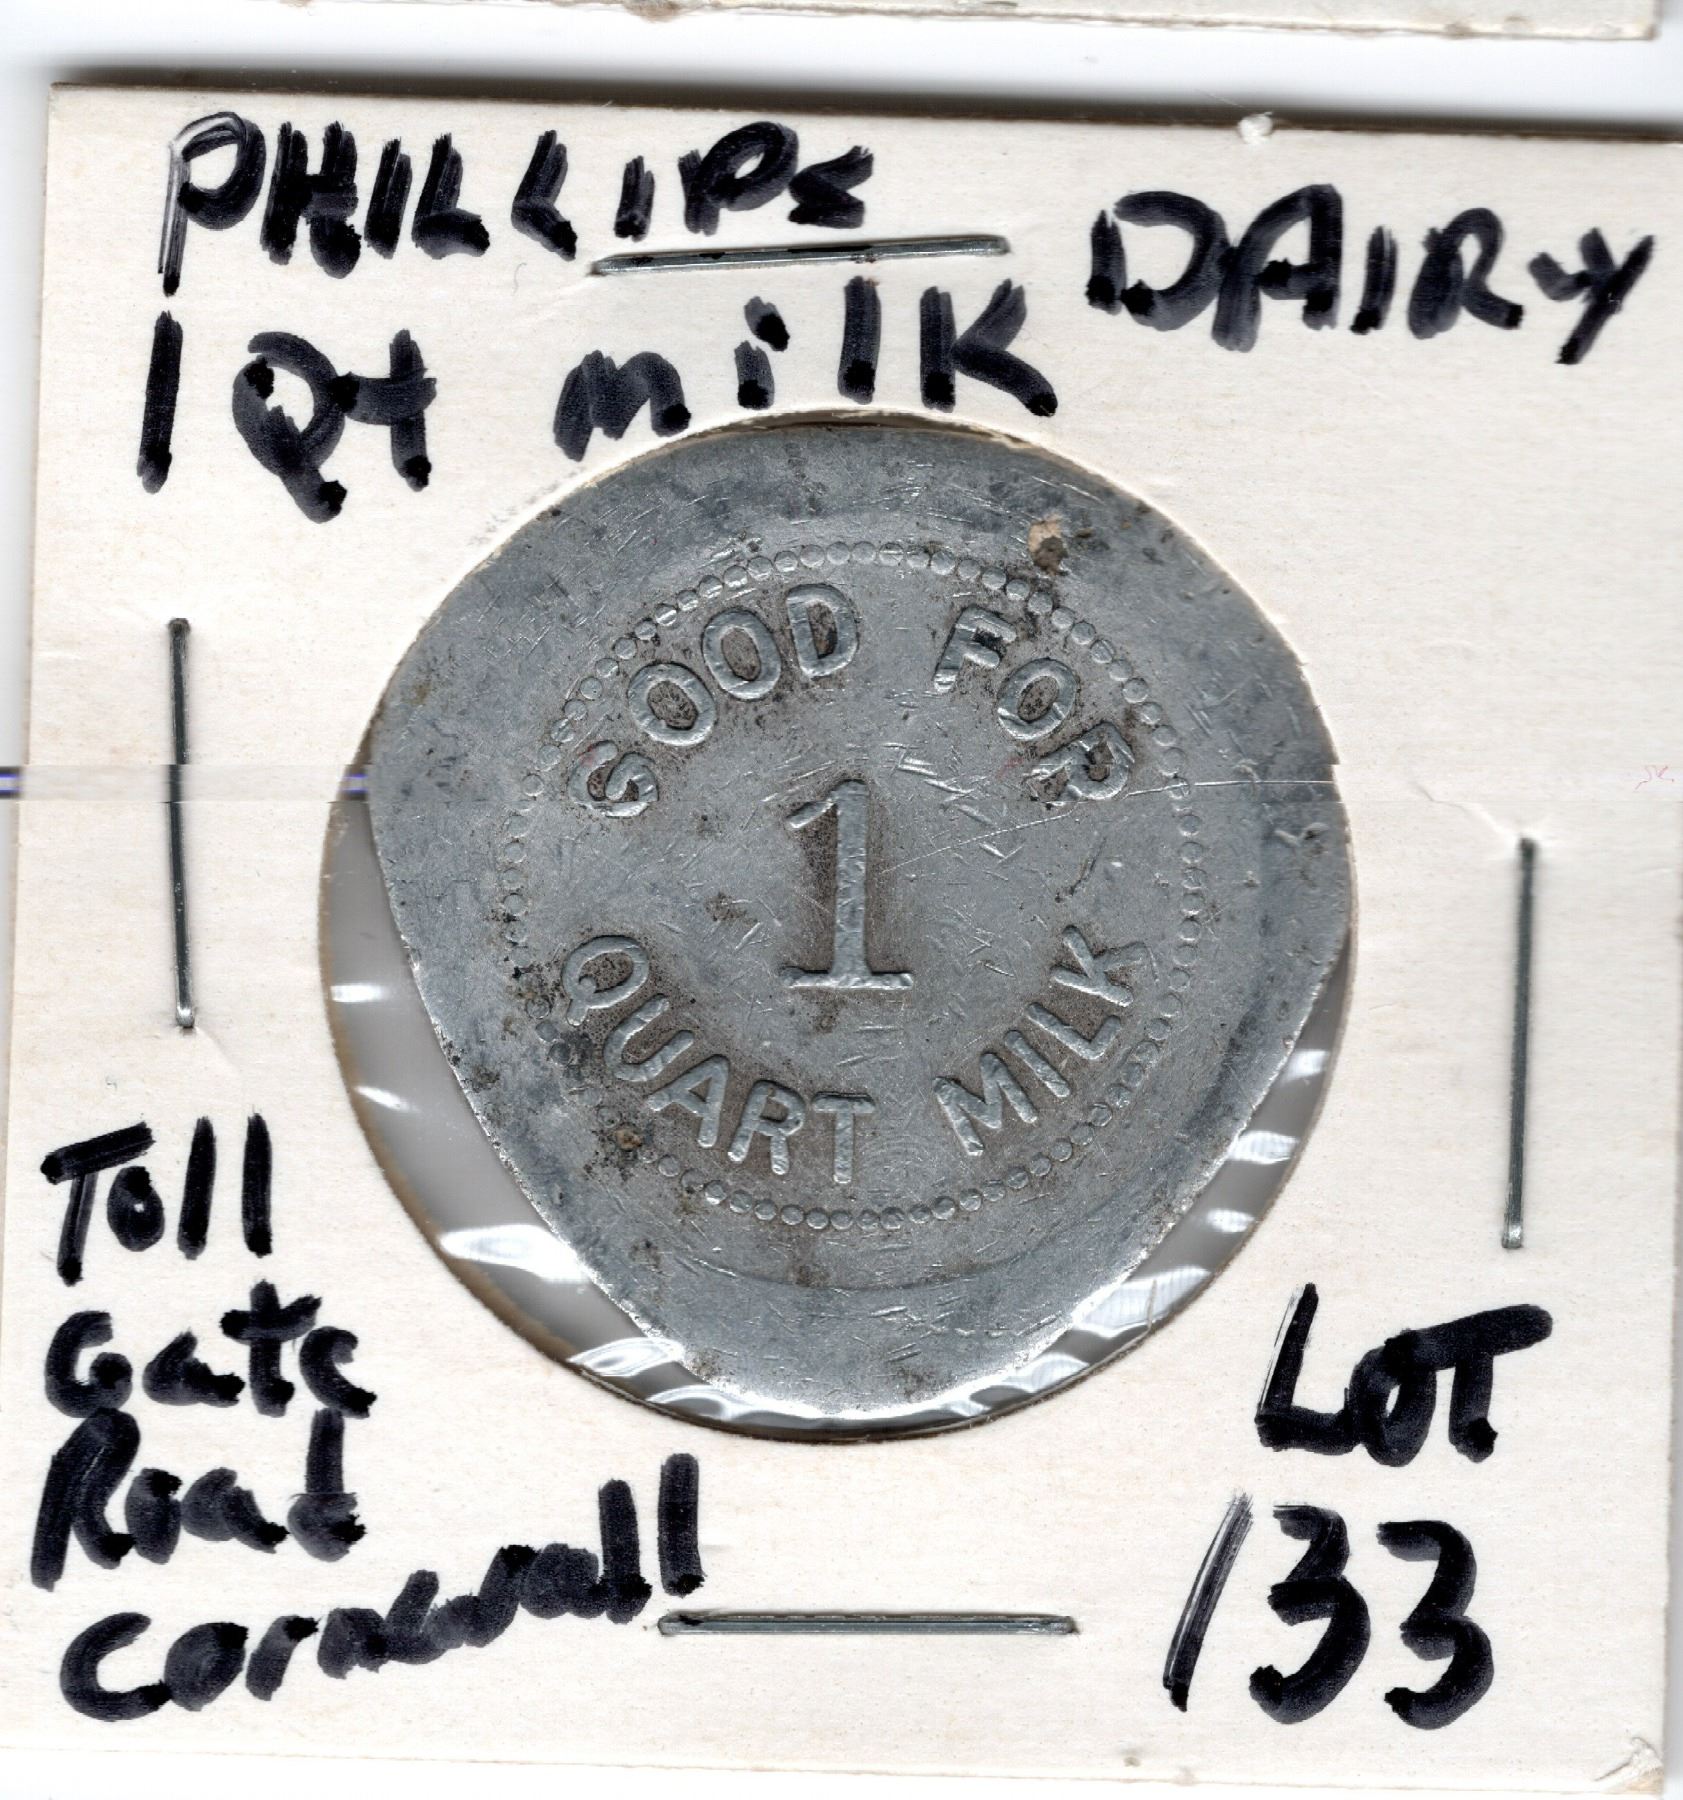 PHILLIPS DAIRY
1 Qt milk
GOOD FOR
1
QUART MILK
Toll
Gate
Road
Cornwall
LOT
133